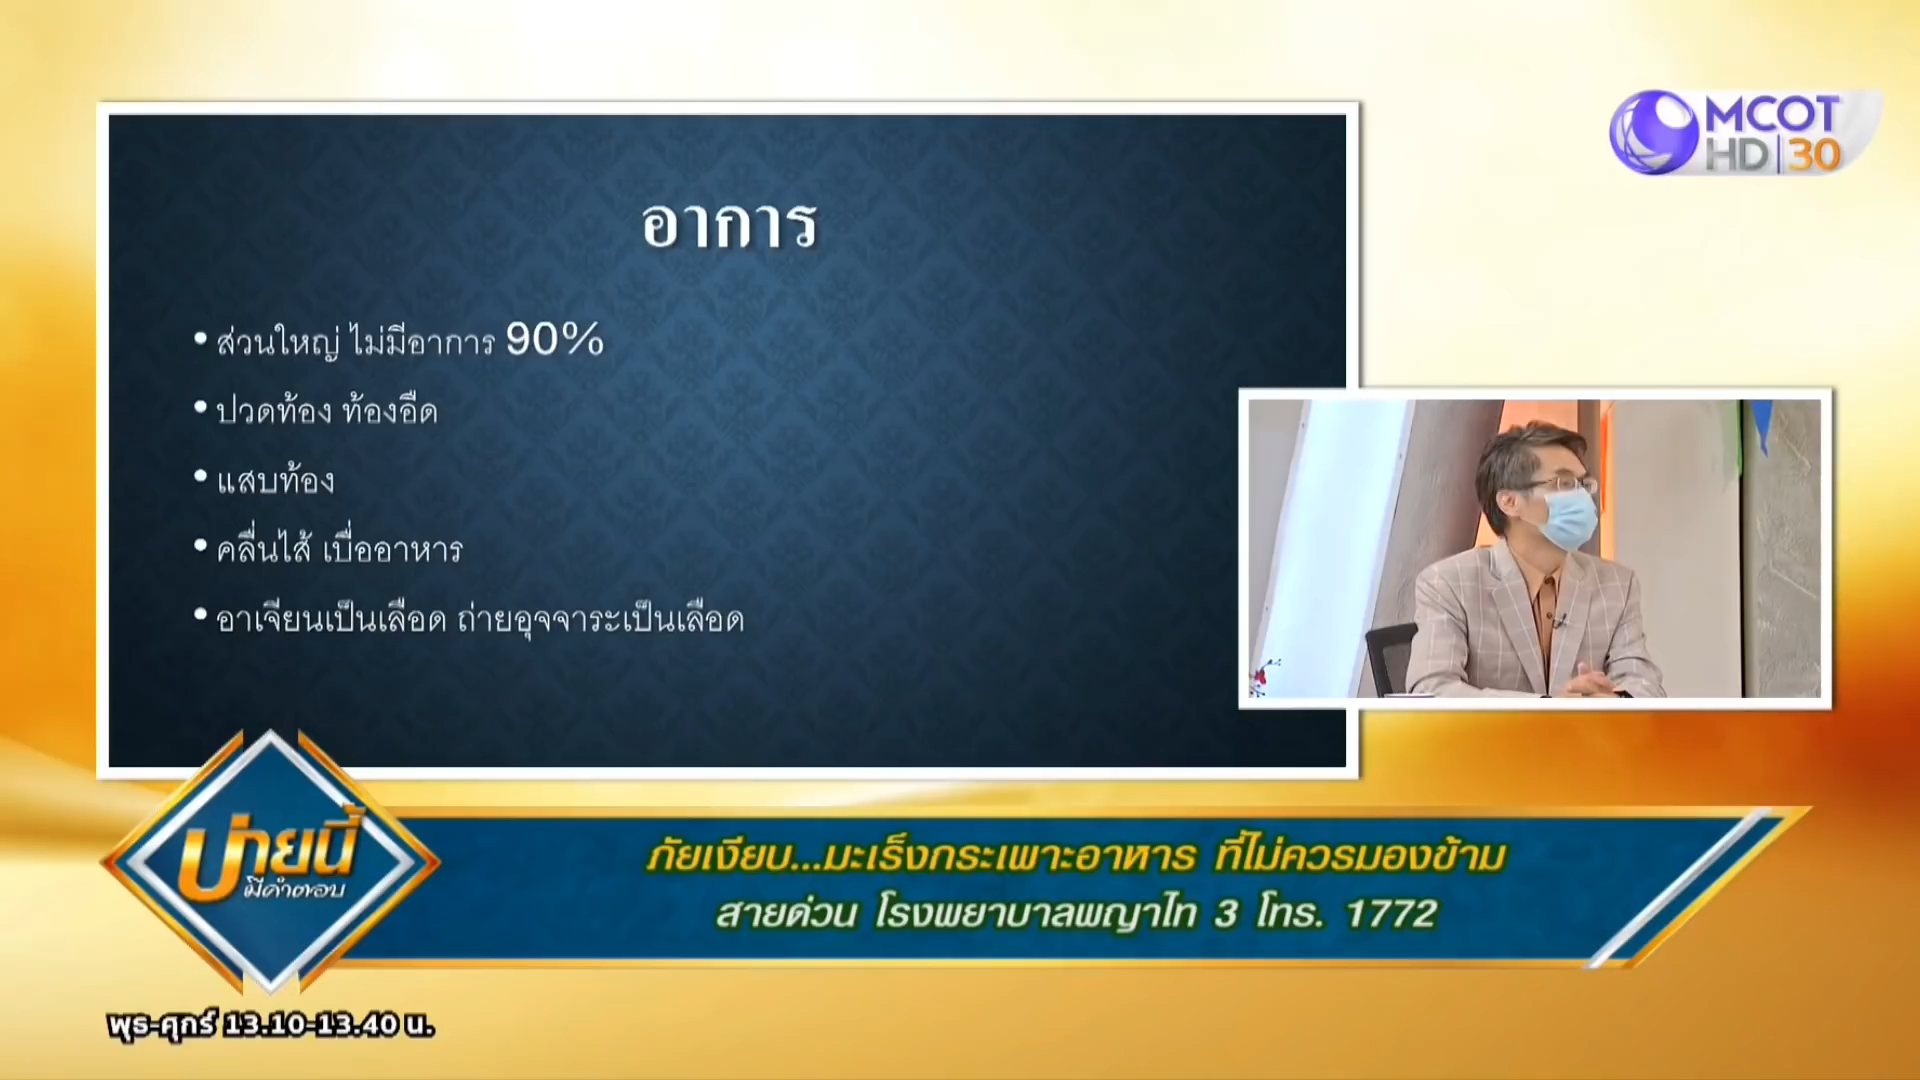 MCOT
HD 30
อาการ
• ส่วนใหญ่ ไม่มีอาการ 90%
• ปวดท้อง ท้องอืด
• แสบท้อง
• คลื่นไส้ เบื่ออาหาร
• อาเจียนเป็นเลือด ถ่ายอุจจาระเป็นเลือด
บ่ายนี้
มีคำตอบ
ภัยเงียบ...มะเร็งกระเพาะอาหาร ที่ไม่ควรมองข้าม
สายด่วน โรงพยาบาลพญาไท 3 โทร. 1772
พุธ-ศุกร์ 13.10-13.40 น.